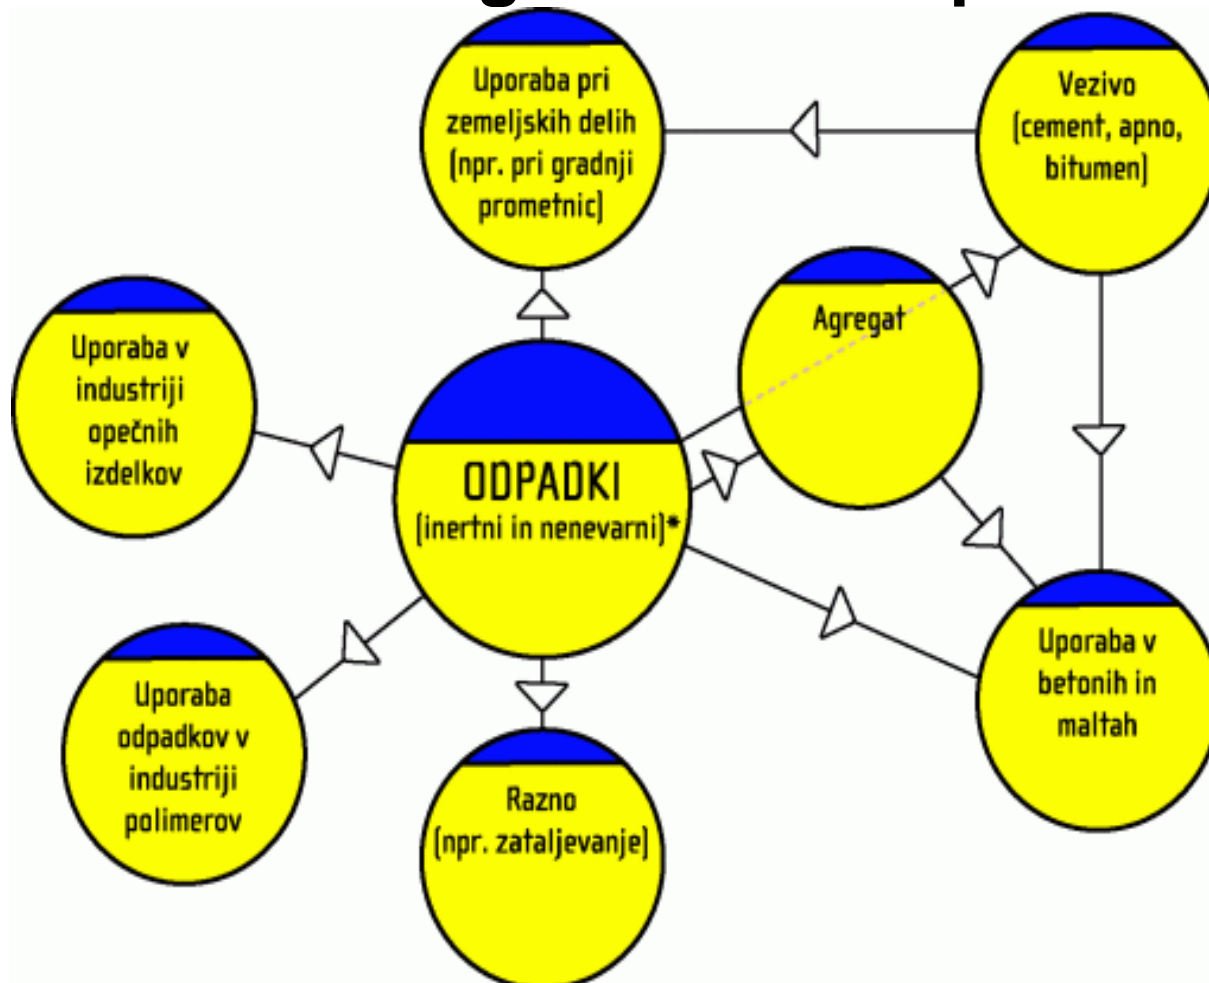 Uporaba pri
zemeljskih delih
(npr. pri gradnji
prometnic)
Vezivo
(cement, apno,
bitumen)
Agregat
Uporaba v
industriji
opečnih
izdelkov
ODPADKI
(inertni in nenevarni)*
Uporaba v
betonih in
maltah
Uporaba
odpadkov v
industriji
polimerov
Razno
(npr. zataljevanje)